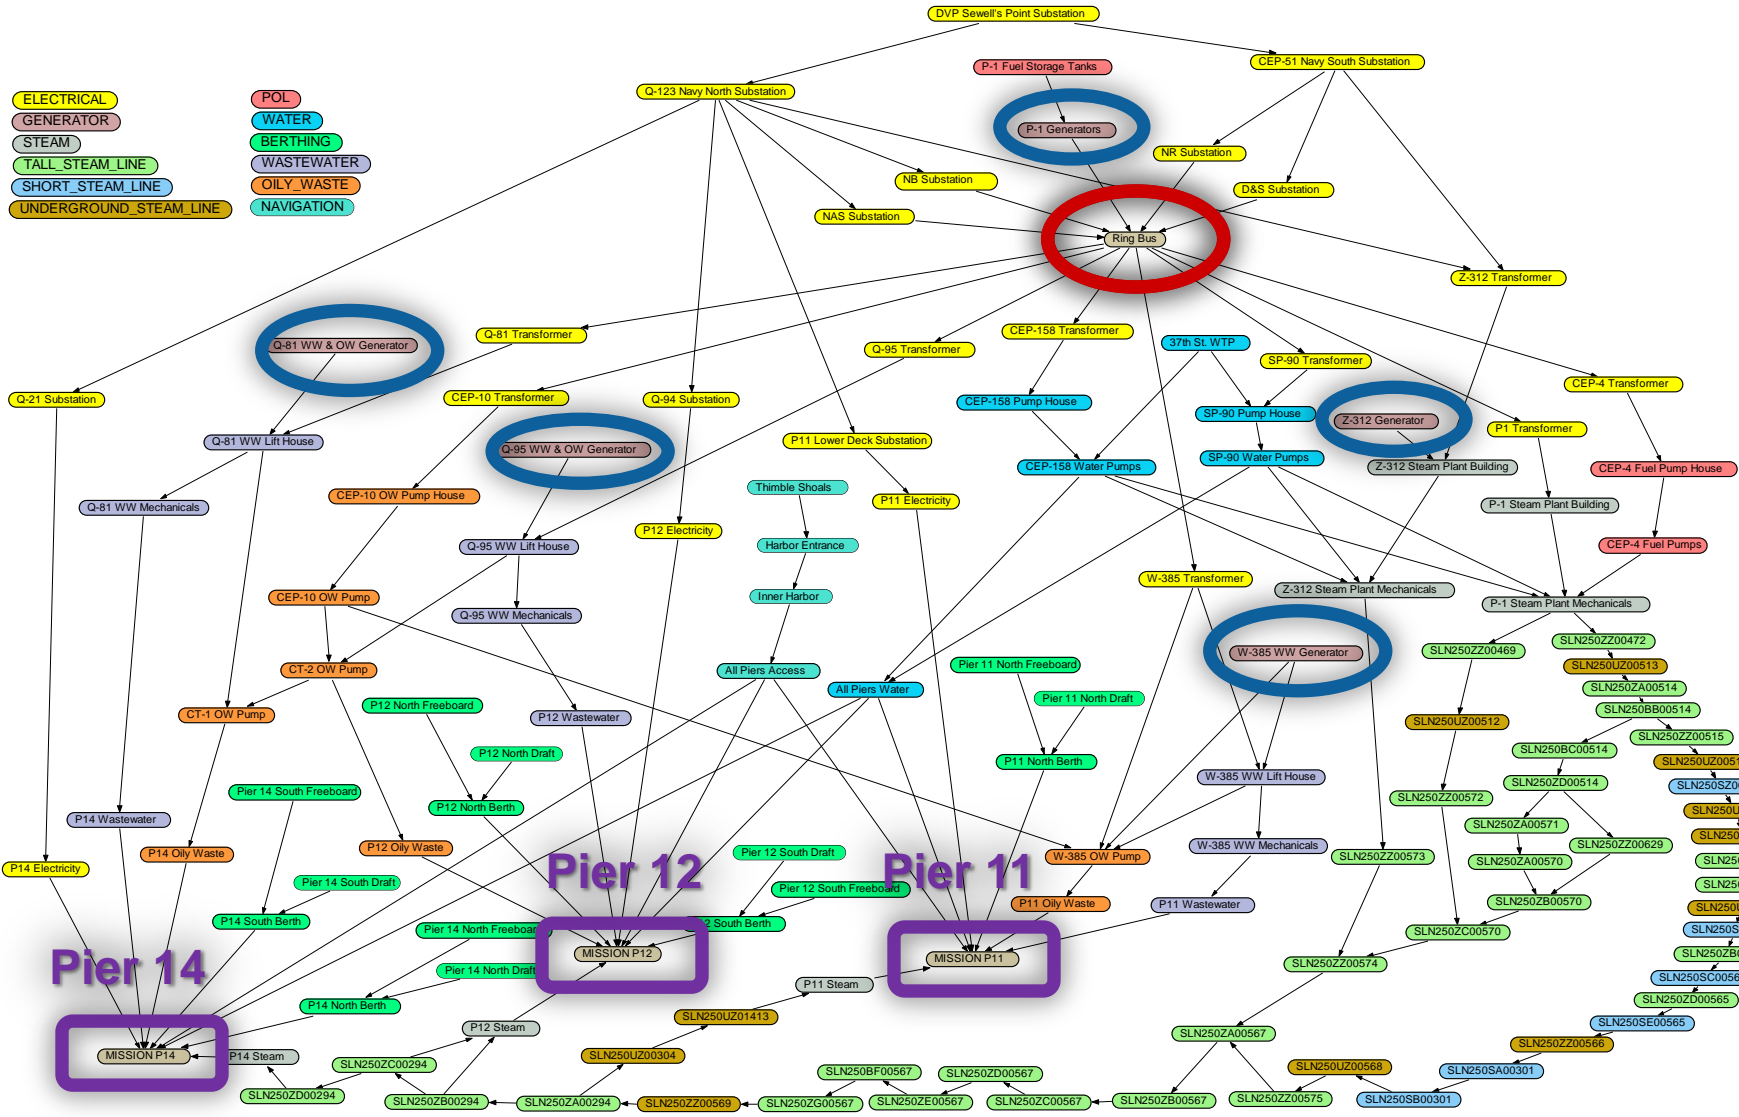 DVP Sewell's Point Substation
P-1 Fuel Storage Tanks
CEP-51 Navy South Substation
Q-123 Navy North Substation
ELECTRICAL
GENERATOR
STEAM
TALL_STEAM_LINE
SHORT_STEAM_LINE
UNDERGROUND_STEAM_LINE
POL
WATER
BERTHING
WASTEWATER
OILY_WASTE
NAVIGATION
P-1 Generators
NR Substation
NB Substation
D&S Substation
NAS Substation
Ring Bus
Z-312 Transformer
Q-81 WW & OW Generator
Q-81 Transformer
Q-95 Transformer
CEP-158 Transformer
37th St. WTP
SP-90 Transformer
CEP-4 Transformer
Q-21 Substation
CEP-10 Transformer
Q-94 Substation
CEP-158 Pump House
SP-90 Pump House
Z-312 Generator
P1 Transformer
Q-81 WW Lift House
Q-95 WW & OW Generator
P11 Lower Deck Substation
CEP-158 Water Pumps
SP-90 Water Pumps
Z-312 Steam Plant Building
CEP-4 Fuel Pump House
Q-81 WW Mechanicals
CEP-10 OW Pump House
Thimble Shoals
P11 Electricity
P-1 Steam Plant Building
P12 Electricity
Q-95 WW Lift House
Harbor Entrance
CEP-4 Fuel Pumps
W-385 Transformer
Z-312 Steam Plant Mechanicals
P-1 Steam Plant Mechanicals
CEP-10 OW Pump
Inner Harbor
Q-95 WW Mechanicals
SLN250ZZ00472
SLN250ZZ00469
SLN250UZ00513
CT-2 OW Pump
All Piers Access
Pier 11 North Freeboard
W-385 WW Generator
SLN250ZA00514
All Piers Water
Pier 11 North Draft
SLN250BB00514
CT-1 OW Pump
P12 North Freeboard
P12 Wastewater
SLN250UZ00512
SLN250ZZ00515
P12 North Draft
P11 North Berth
SLN250BC00514
SLN250UZ0051
Pier 14 South Freeboard
W-385 WW Lift House
SLN250ZD00514
SLN250SZ00
P12 North Berth
SLN250ZZ00572
SLN250U
P14 Wastewater
SLN250ZA00571
SLN250
P14 Oily Waste
P12 Oily Waste
Pier 12 South Draft
W-385 OW Pump
W-385 WW Mechanicals
SLN250ZZ00573
SLN250ZZ00629
P14 Electricity
Pier 12
Pier 11
SLN250ZA00570
SLN250
Pier 14 South Draft
Pier 12 South Freeboard
SLN250
P14 South Berth
P11 Oily Waste
P11 Wastewater
SLN250ZB00570
SLN250U
Pier 14 North Freeboard
2 South Berth
SLN250ZC00570
SLN250S
MISSION P12
MISSION P11
SLN250ZB0
Pier 14
Pier 14 North Draft
SLN250ZZ00574
SLN250SC0056
P11 Steam
P14 North Berth
SLN250ZD00565
SLN250UZ01413
SLN250SE00565
P12 Steam
SLN250ZA00567
SLN250ZZ00566
MISSION P14
P14 Steam
SLN250UZ00304
SLN250ZC00294
SLN250BF00567
SLN250ZD00567
SLN250UZ00568
SLN250SA00301
SLN250ZD00294
SLN250ZB00294
SLN250ZA00294
SLN250ZZ00569
SLN250ZG00567
SLN250ZE00567
SLN250ZC00567
SLN250ZB00567
SLN250ZZ00575
SLN250SB00301